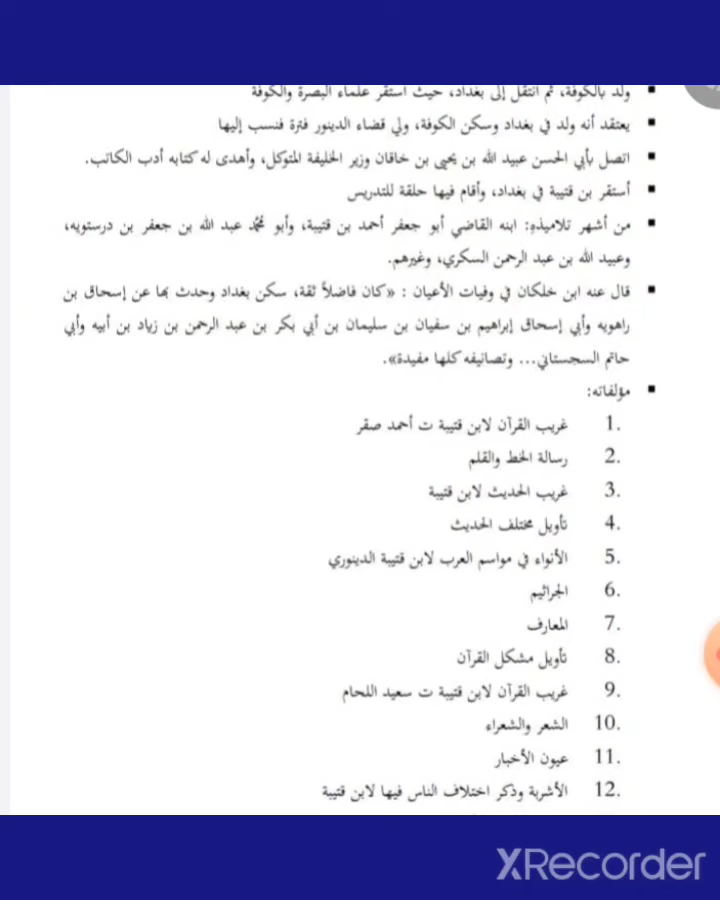 ▪ ولد بالكوفة، ثم انتقل إلى بغداد، حيث استقر علماء البصرة والكوفة
▪ يعتقد أنه ولد في بغداد وسكن الكوفة، ولي قضاء الدينور فترة فنسب إليها
▪ اتصل بأبي الحسن عبيد الله بن يحيى بن خاقان وزير الخليفة المتوكل، وأهدى له كتابه أدب الكاتب.
▪ أستقر بن قتيبة في بغداد، وأقام فيها حلقة للتدريس
▪ من أشهر تلاميذه: ابنه القاضي أبو جعفر أحمد بن قتيبة، وأبو محمد عبد الله بن جعفر بن درستويه،
وعبيد الله بن عبد الرحمن السكري، وغيرهم.
▪ قال عنه ابن خلكان في وفيات الأعيان : «كان فاضلاً ثقة، سكن بغداد وحدث بها عن إسحاق بن
راهويه وأبي إسحاق إبراهيم بن سفيان بن سليمان بن أبي بكر بن عبد الرحمن بن زياد بن أبيه وأبي
حاتم السجستاني... وتصانيفه كلها مفيدة».
▪ مؤلفاته:
1. غريب القرآن لابن قتيبة ت أحمد صقر
2. رسالة الخط والقلم
3. غريب الحديث لابن قتيبة
4. تأويل مختلف الحديث
5. الأنواء في مواسم العرب لابن قتيبة الدينوري
6. الجراثيم
7. المعارف
8. تأويل مشكل القرآن
9. غريب القرآن لابن قتيبة ت سعيد اللحام
10. الشعر والشعراء
11. عيون الأخبار
12. الأشربة وذكر اختلاف الناس فيها لابن قتيبة
XRecorder